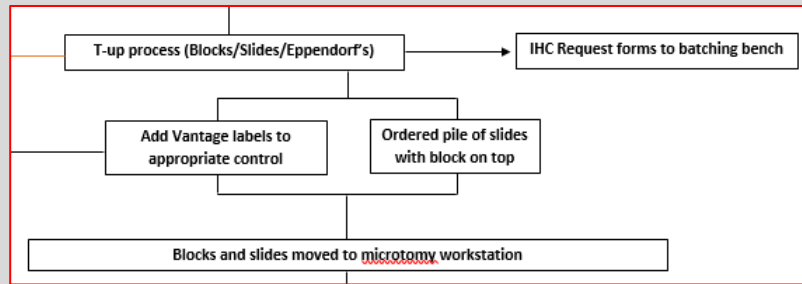 T-up process (Blocks/Slides/Eppendorf's)
IHC Request forms to batching bench
Add Vantage labels to
appropriate control
Ordered pile of slides
with block on top
Blocks and slides moved to microtomy workstation